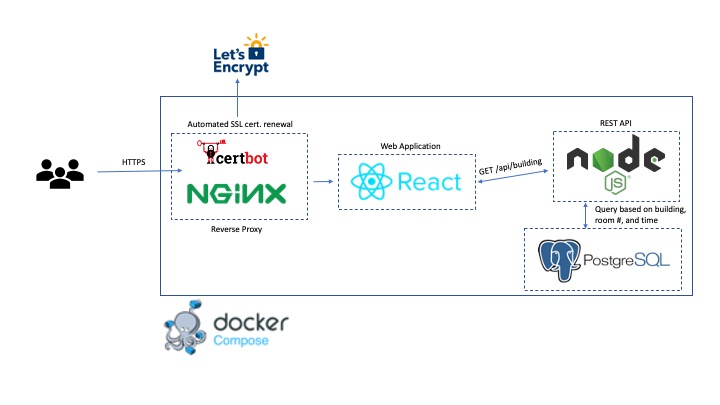 Let's
Encrypt
Automated SSL cert. renewal
certbot
NGINX
Reverse Proxy
HTTPS
Web Application
React
GET /api/building
REST API
node
JS
Query based on building,
room #, and time
PostgreSQL
docker
Compose